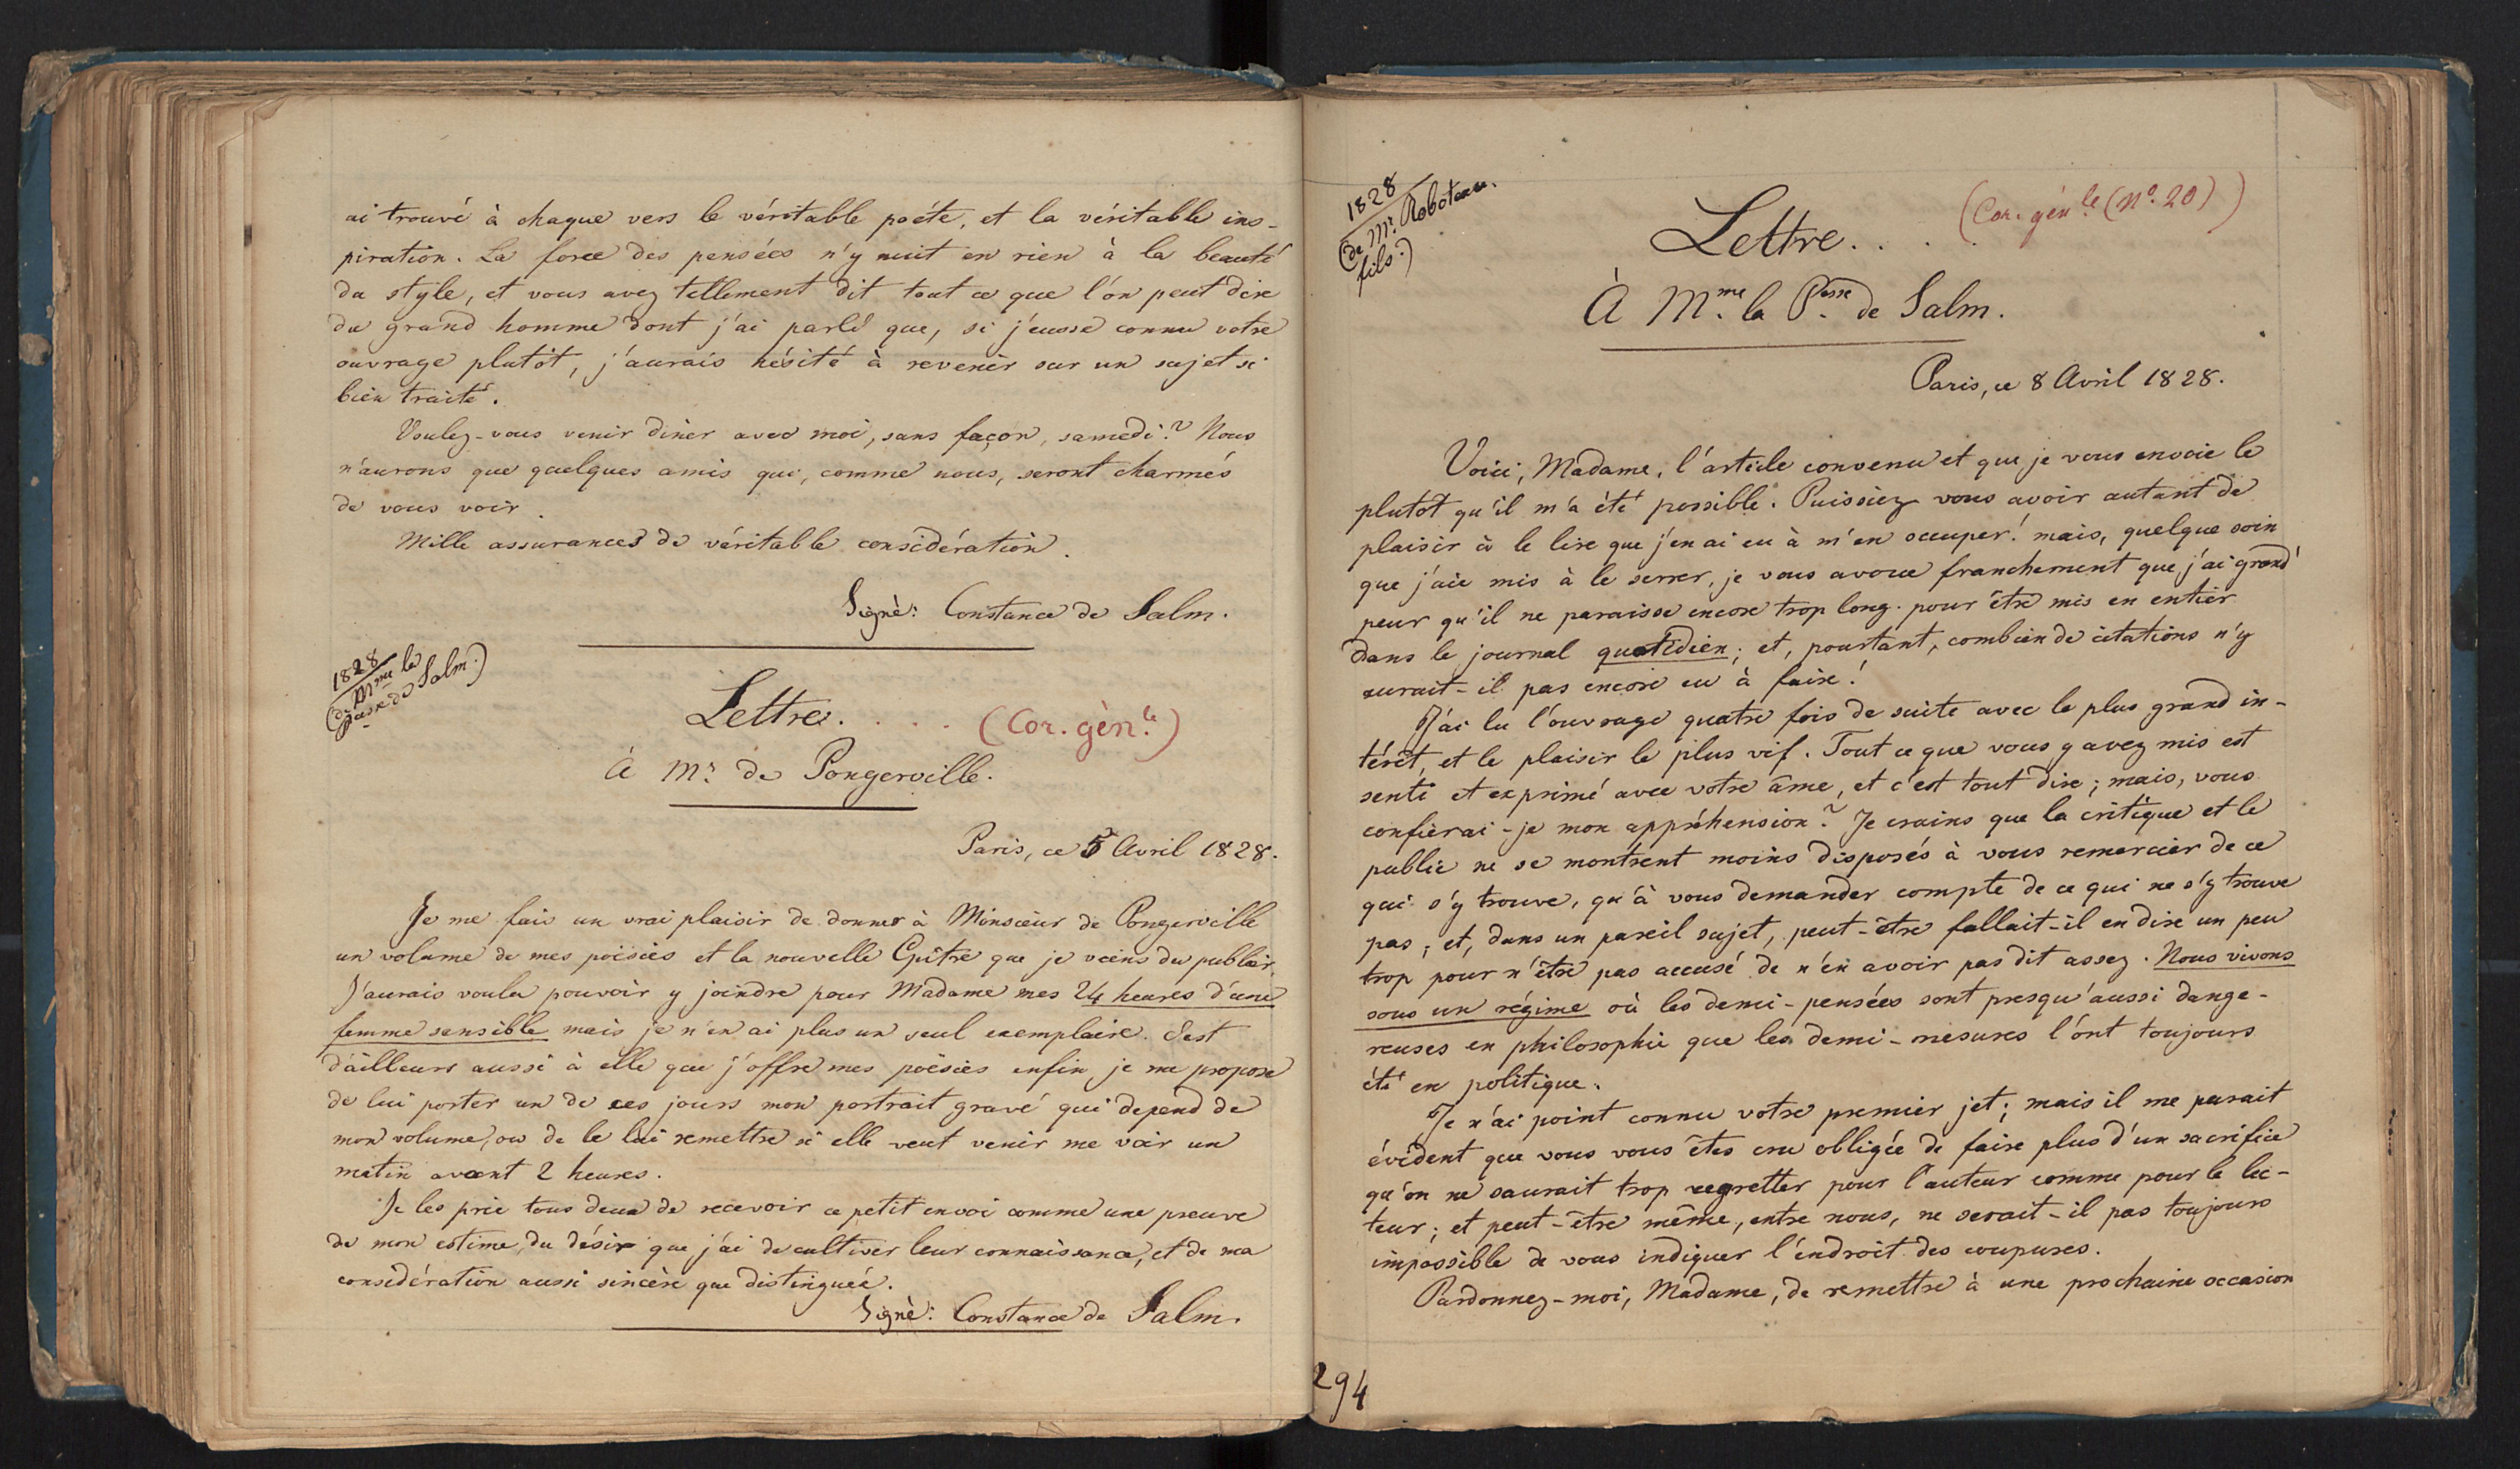 ai trouvé à chaque vers le véritable poéte, et la véritable ins-
piration. La force des pensées n'y nuit en rien à la beauté
du style, et vous avez tellement dit tout ce que l'on peut dire
du grand homme dont j'ai parlé que, si j'eusse connu votre
ouvrage plutôt, j'aurais hésité à revenir sur un sujet si
bien traité.
Voulez-vous venir diner avec moi, sans façon, samedi? Nous
n'aurons que quelques amis qui, comme nous, seront charmés
de vous voir.
Mille assurances de véritable considération.
Signé: Constance de Salm.
1828
(de Mme la
Pcesse de Salm.)
Lettre. . . . (Cor. gén.le)
à Mr. de Pongerville.
Paris, ce 5 Avril 1828.
Je me fais un vrai plaisir de donner à Monsieur de Pongerville
un volume de mes poésies et la nouvelle Epître que je viens de publier.
J'aurais voulu pouvoir y joindre pour Madame mes 24 heures d'une
femme sensible mais je n'en ai plus un seul exemplaire. C'est
d'ailleurs aussi à elle que j'offre mes poésies enfin je me propose
de lui porter un de ces jours mon portrait gravé qui depend de
mon volume, ou de le lui remettre si elle veut venir me voir un
matin avant 2 heures.
Je les prie tous deux de recevoir ce petit envoi comme une preuve
de mon estime, du désir que j'ai de cultiver leur connaissance, et de ma
considération aussi sincère que distinguée.
Signé: Constance de Salm.
1828
(de Mr. Roboteau
fils.)
(Cor. gén.le (No. 20))
Lettre. . . .
À Mme. la Pesse. de Salm.
Paris, ce 8 Avril 1828.
Voici, Madame, l'article convenu et que je vous envoie le
plutôt qu'il m'a été possible. Puissiez vous avoir autant de
plaisir à le lire que j'en ai eu à m'en occuper! mais, quelque soin
que j'aie mis à le serrer, je vous avoue franchement que j'ai grand
peur qu'il ne paraisse encore trop long pour être mis en entier
dans le journal quotidien; et, pourtant, combien de citations n'y
aurait-il pas encore eu à faire!
J'ai lu l'ouvrage quatre fois de suite avec le plus grand in-
térêt, et le plaisir le plus vif. Tout ce que vous y avez mis est
senti et exprimé avec votre âme, et c'est tout dire; mais, vous
confierai-je mon appréhension? Je crains que la critique et le
public ne se montrent moins disposés à vous remercier de ce
qui s'y trouve, qu'à vous demander compte de ce qui ne s'y trouve
pas; et, dans un pareil sujet, peut-être fallait-il en dire un peu
trop pour n'être pas accusé de n'en avoir pas dit assez. Nous vivons
sous un régime où les demi-pensées sont presqu'aussi dange-
reuses en philosophie que les demi-mesures l'ont toujours
été en politique.
Je n'ai point connu votre premier jet; mais il me parait
évident que vous vous êtes cru obligée de faire plus d'un sacrifice
qu'on ne saurait trop regretter pour l'auteur comme pour le lec-
teur; et peut-être même, entre nous, ne serait-il pas toujours
impossible de vous indiquer l'endroit des coupures.
Pardonnez-moi, Madame, de remettre à une prochaine occasion
294